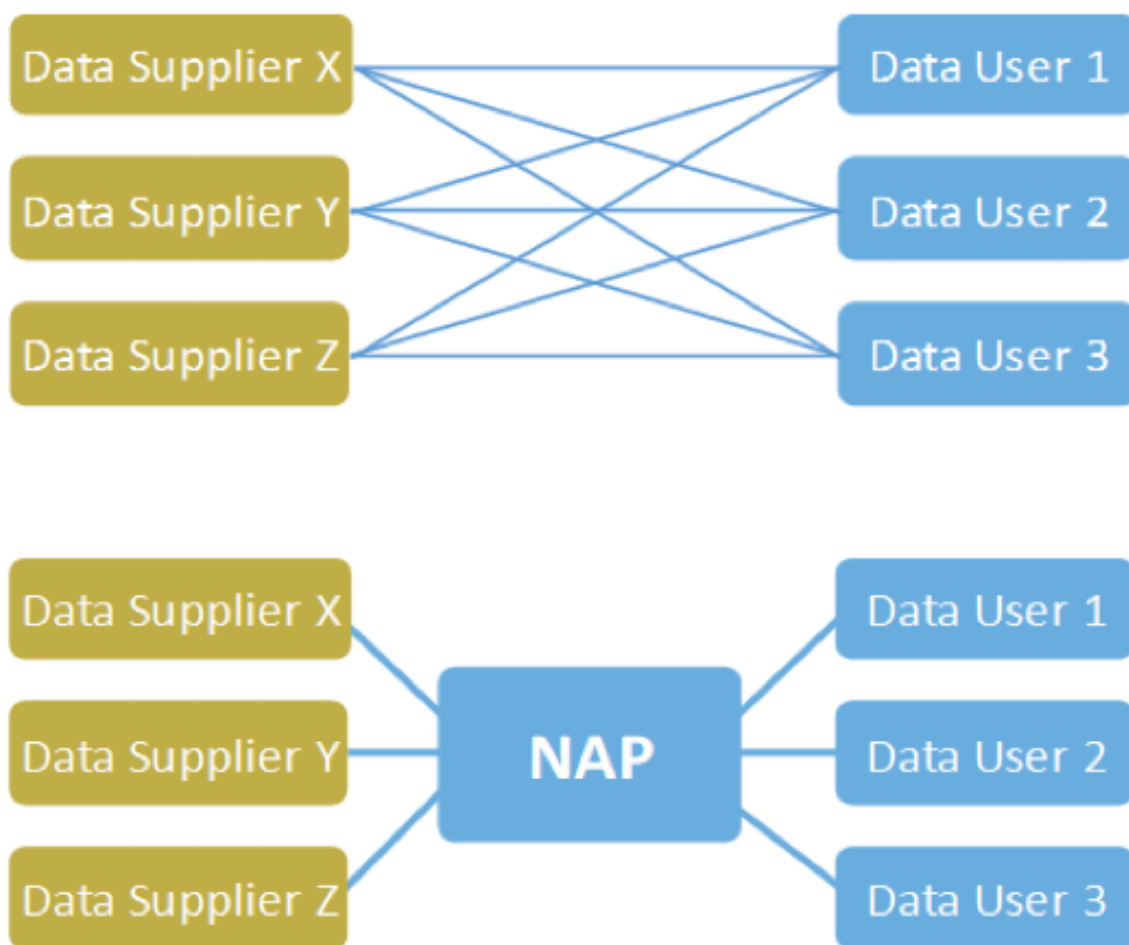 Data Supplier X
Data User 1
Data Supplier Y
Data User 2
Data Supplier Z
Data User 3
Data Supplier X
Data User 1
NAP
Data Supplier Y
Data User 2
Data Supplier Z
Data User 3